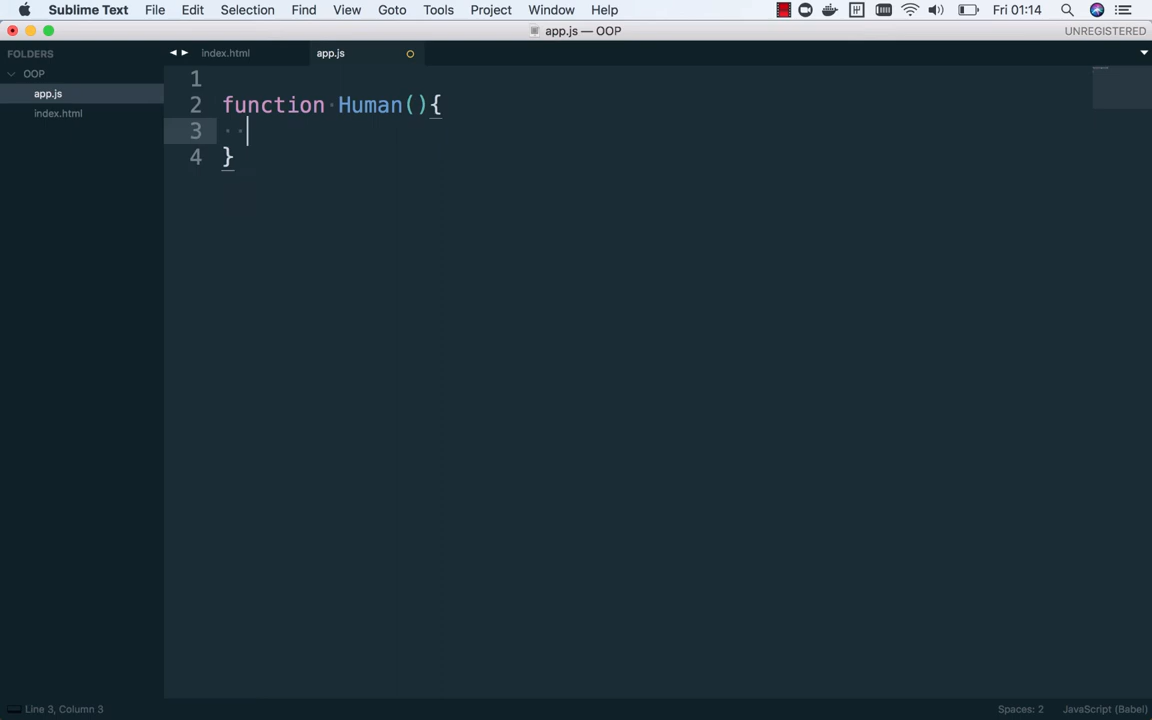 Sublime Text File Edit Selection Find View Goto Tools Project Window Help Fri 01:14
app.js — OOP UNREGISTERED
FOLDERS
OOP
app.js
index.html
index.html app.js
1
2 function Human(){
3
4 }
Line 3, Column 3 Spaces: 2 JavaScript (Babel)